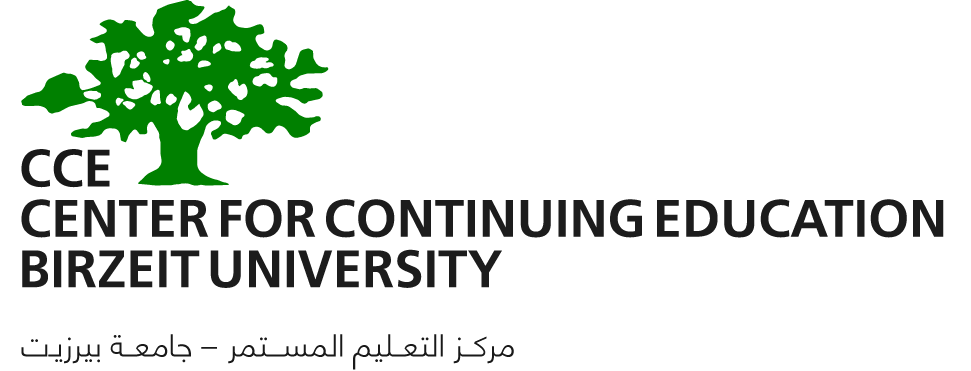 CCE
CENTER FOR CONTINUING EDUCATION
BIRZEIT UNIVERSITY
مركز التعليم المستمر – جامعة بيرزيت